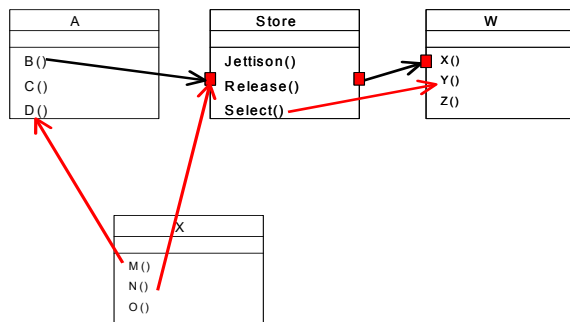 A
B()
C()
D()
Store
Jettison()
Release()
Select()
W
X()
Y()
Z()
X
M()
N()
O()